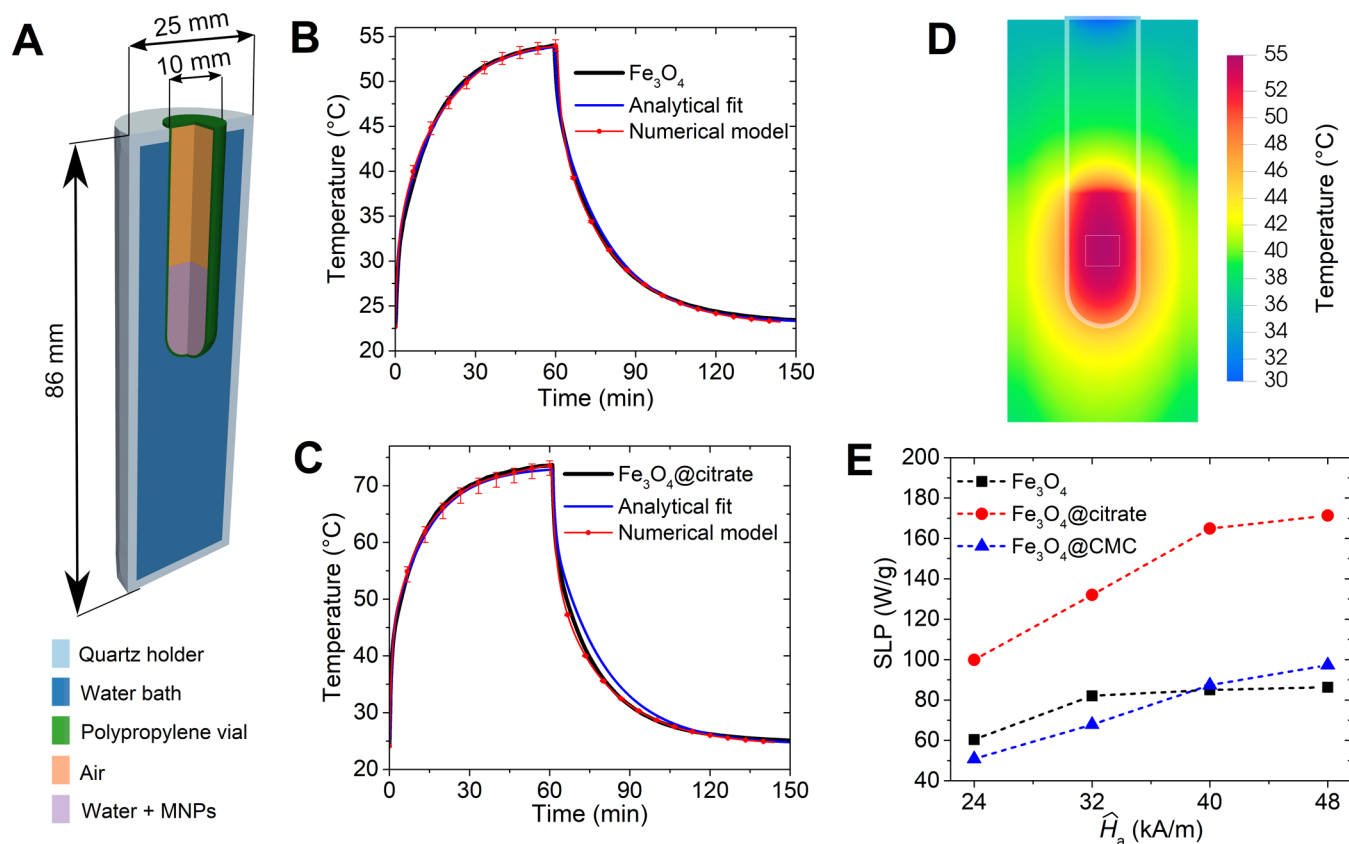 A
25 mm
10 mm
86 mm
Quartz holder
Water bath
Polypropylene vial
Air
Water + MNPs
B
55
50
45
40
35
30
25
20
Temperature (°C)
Fe₃O₄
Analytical fit
Numerical model
0 30 60 90 120 150
Time (min)
C
70
60
50
40
30
20
Temperature (°C)
Fe₃O₄@citrate
Analytical fit
Numerical model
0 30 60 90 120 150
Time (min)
D
55
52
50
48
46
44
42
40
38
36
34
32
30
Temperature (°C)
E
200
180
160
140
120
100
80
60
40
SLP (W/g)
Fe₃O₄
Fe₃O₄@citrate
Fe₃O₄@CMC
24 32 40 48
Ĥₐ (kA/m)